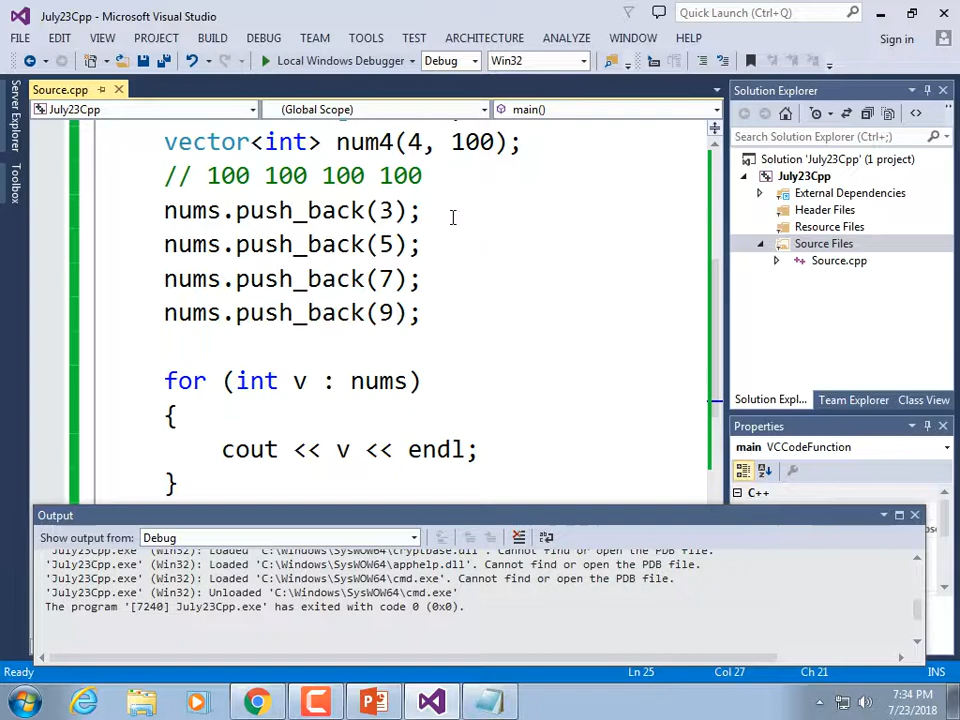 July23Cpp - Microsoft Visual Studio
Quick Launch (Ctrl+Q)
FILE EDIT VIEW PROJECT BUILD DEBUG TEAM TOOLS TEST ARCHITECTURE ANALYZE WINDOW HELP
Sign in
Local Windows Debugger
Debug
Win32
Server Explorer
Toolbox
Source.cpp
July23Cpp
(Global Scope)
main()
vector<int> num4(4, 100);
// 100 100 100 100
nums.push_back(3);
nums.push_back(5);
nums.push_back(7);
nums.push_back(9);
for (int v : nums)
{
cout << v << endl;
}
Solution Explorer
Search Solution Explorer (Ctrl+;)
Solution 'July23Cpp' (1 project)
July23Cpp
External Dependencies
Header Files
Resource Files
Source Files
Source.cpp
Solution Expl... Team Explorer Class View
Properties
main VCCodeFunction
C++
Output
Show output from: Debug
'July23Cpp.exe' (Win32): Loaded 'C:\Windows\SysWOW64\cryptbase.dll'. Cannot find or open the PDB file.
'July23Cpp.exe' (Win32): Loaded 'C:\Windows\SysWOW64\apphelp.dll'. Cannot find or open the PDB file.
'July23Cpp.exe' (Win32): Loaded 'C:\Windows\SysWOW64\cmd.exe'. Cannot find or open the PDB file.
'July23Cpp.exe' (Win32): Unloaded 'C:\Windows\SysWOW64\cmd.exe'
The program '[7240] July23Cpp.exe' has exited with code 0 (0x0).
Ready
Ln 25
Col 27
Ch 21
INS
7:34 PM
7/23/2018